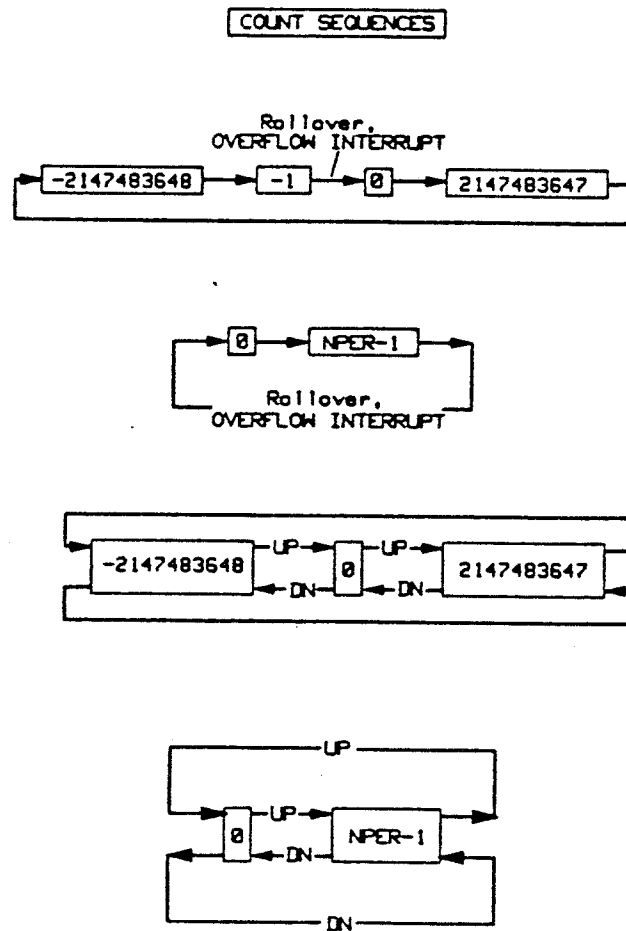 COUNT SEQUENCES
Rollover,
OVERFLOW INTERRUPT
-2147483648 -1 0 2147483647
0 NPER-1
Rollover,
OVERFLOW INTERRUPT
UP UP
-2147483648 0 2147483647
DN DN
UP
UP
0 NPER-1
DN
DN